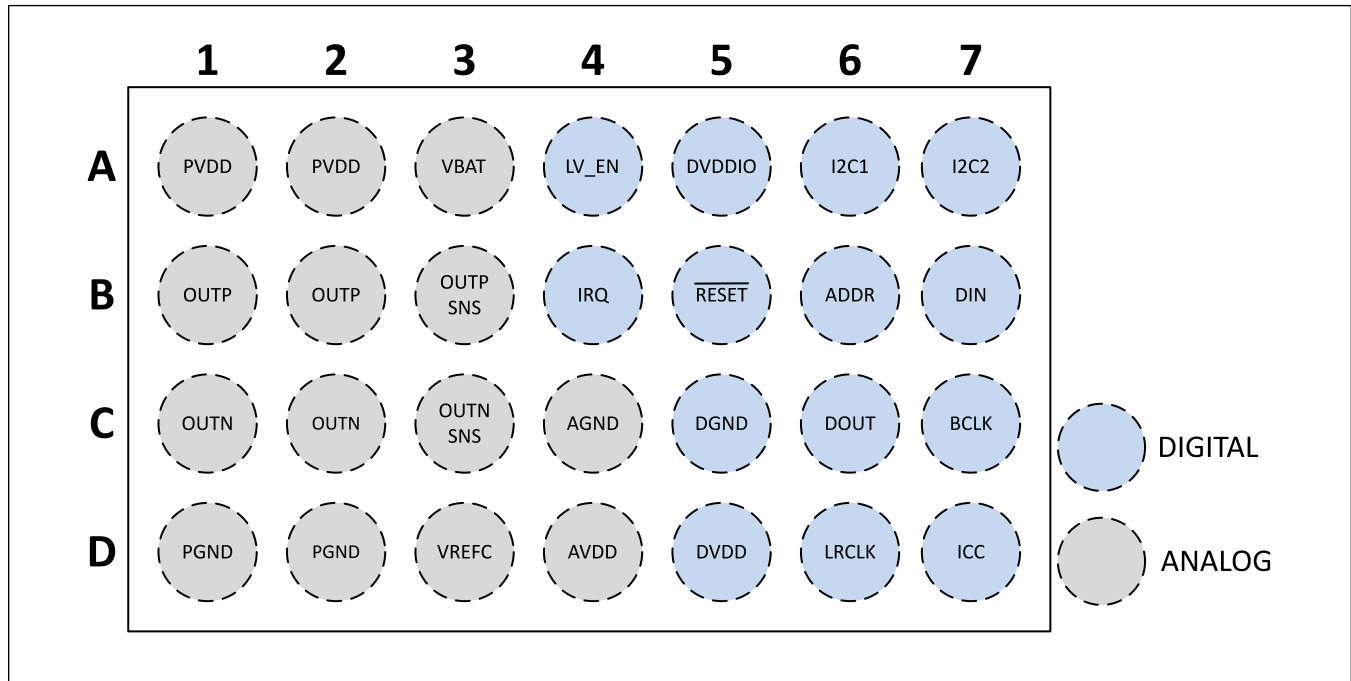 1 2 3 4 5 6 7
A PVDD PVDD VBAT LV_EN DVDDIO I2C1 I2C2
B OUTP OUTP OUTP SNS IRQ RESET ADDR DIN
C OUTN OUTN OUTN SNS AGND DGND DOUT BCLK
D PGND PGND VREFC AVDD DVDD LRCLK ICC
DIGITAL
ANALOG